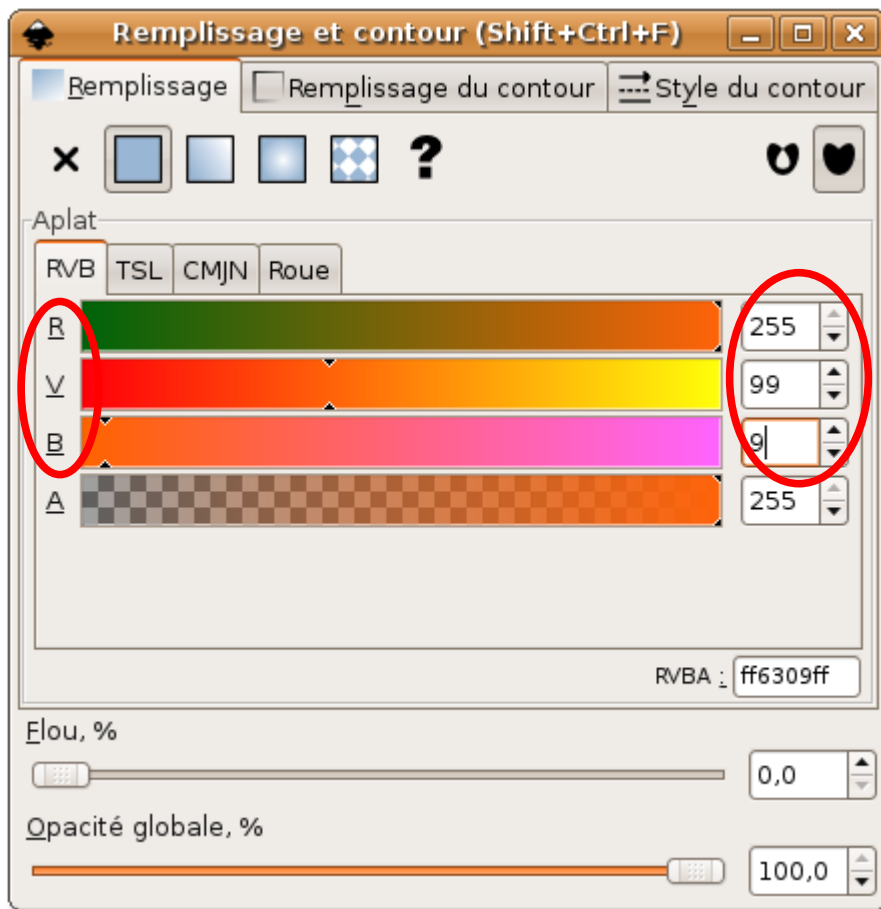 Remplissage et contour (Shift+Ctrl+F)
Remplissage Remplissage du contour Style du contour
?
Aplat
RVB TSL CMJN Roue
R 255
V 99
B 9
A 255
RVBA : ff6309ff
Flou, %
0,0
Opacité globale, %
100,0